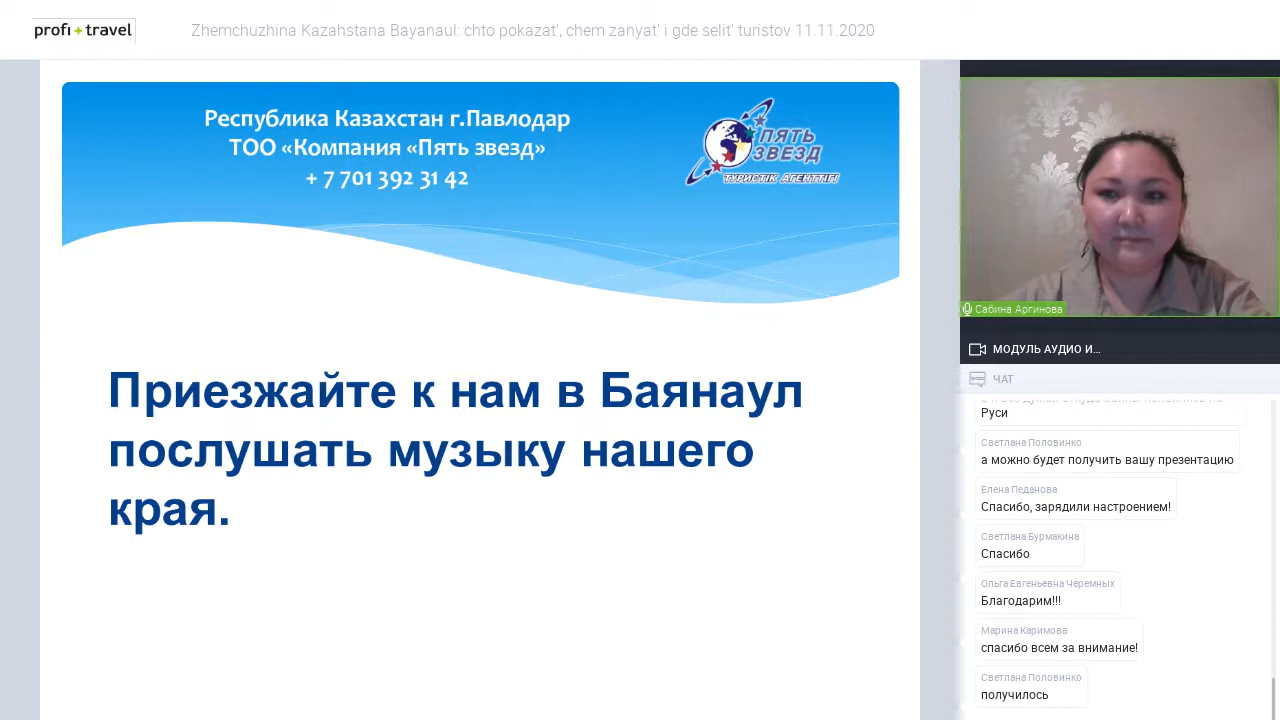 profi + travel
Zhemchuzhina Kazahstana Bayanaul: chto pokazat', chem zanyat' i gde selit' turistov 11.11.2020
Республика Казахстан г.Павлодар
ТОО «Компания «Пять звезд»
+ 7 701 392 31 42
ПЯТЬ
ЗВЕЗД
ТУРИСТІК АГЕНТТІГІ
Приезжайте к нам в Баянаул
послушать музыку нашего
края.
Сабина Аргинова
МОДУЛЬ АУДИО И...
ЧАТ
Руси
Светлана Половинко
а можно будет получить вашу презентацию
Елена Педанова
Спасибо, зарядили настроением!
Светлана Бурмакина
Спасибо
Ольга Евгеньевна Черемных
Благодарим!!!
Марина Каримова
спасибо всем за внимание!
Светлана Половинко
получилось